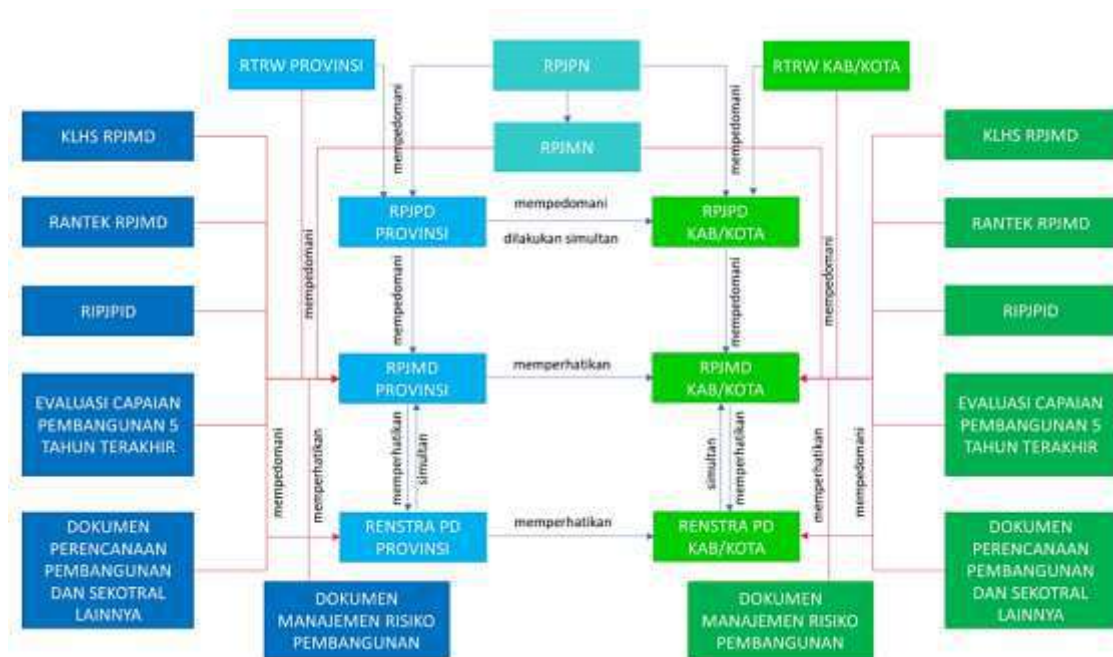 RTRW PROVINSI
RPJPN
RTRW KAB/KOTA
mempedomani
mempedomani
KLHS RPJMD
RPJMN
KLHS RPJMD
RANTEK RPJMD
RPJPD
PROVINSI
mempedomani
dilakukan simultan
RPJPD
KAB/KOTA
RANTEK RPJMD
mempedomani
mempedomani
mempedomani
mempedomani
RIPJPID
RIPJPID
RPJMD
PROVINSI
memperhatikan
RPJMD
KAB/KOTA
EVALUASI CAPAIAN
PEMBANGUNAN 5
TAHUN TERAKHIR
EVALUASI CAPAIAN
PEMBANGUNAN 5
TAHUN TERAKHIR
mempedomani
memperhatikan
memperhatikan
simultan
simultan
memperhatikan
memperhatikan
mempedomani
RENSTRA PD
PROVINSI
memperhatikan
RENSTRA PD
KAB/KOTA
DOKUMEN
PERENCANAAN
PEMBANGUNAN
DAN SEKOTRAL
LAINNYA
DOKUMEN
PERENCANAAN
PEMBANGUNAN
DAN SEKOTRAL
LAINNYA
DOKUMEN
MANAJEMEN RISIKO
PEMBANGUNAN
DOKUMEN
MANAJEMEN RISIKO
PEMBANGUNAN